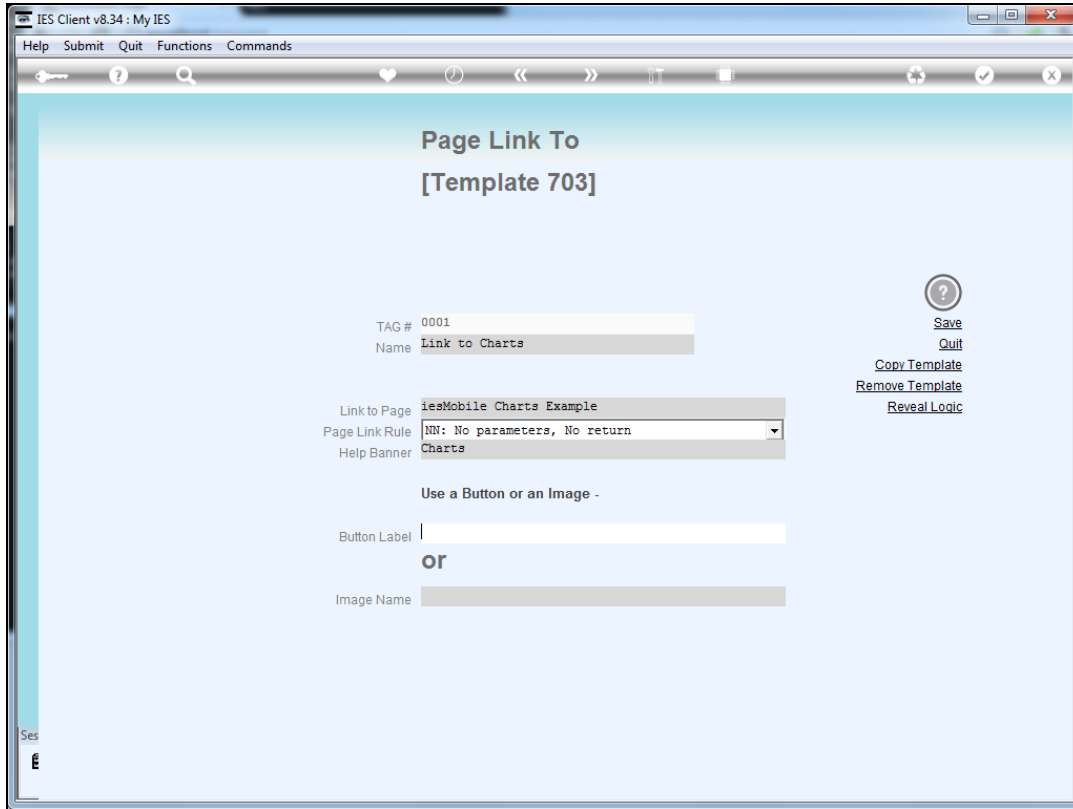 IES Client v8.34 : My IES
Help Submit Quit Functions Commands
Page Link To
[Template 703]
TAG # 0001
Save
Name Link to Charts
Quit
Copy Template
Remove Template
Link to Page iesMobile Charts Example
Reveal Logic
Page Link Rule NN: No parameters, No return
Help Banner Charts
Use a Button or an Image -
Button Label
or
Image Name
Ses